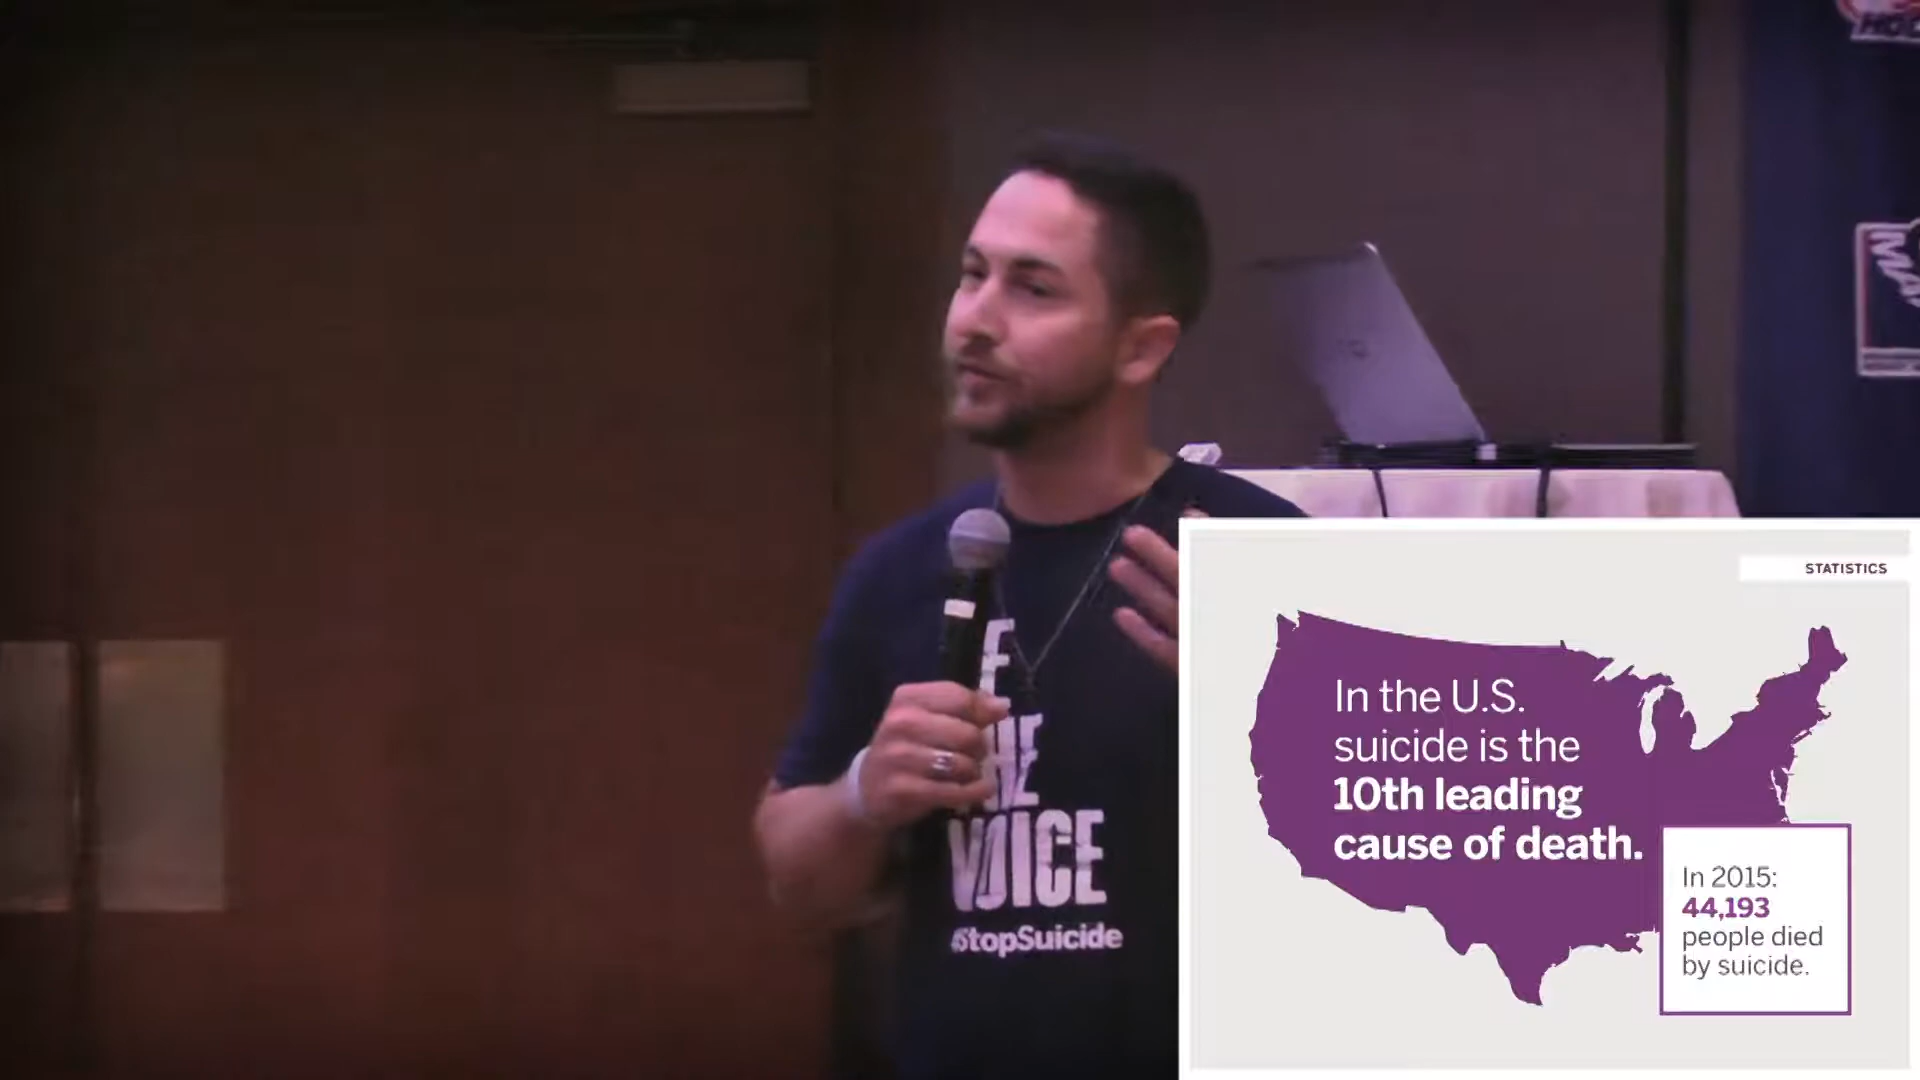 E
HE
VOICE
#StopSuicide
STATISTICS
In the U.S.
suicide is the
10th leading
cause of death.
In 2015:
44,193
people died
by suicide.